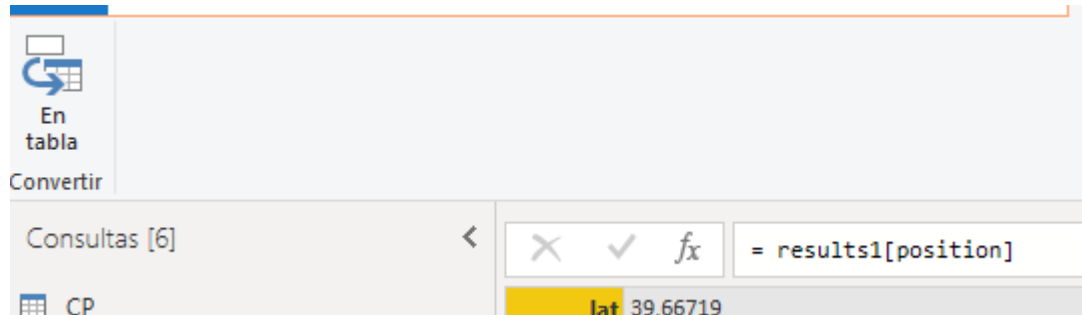 En
tabla
Convertir
Consultas [6]
fx
= results1[position]
CP
lat 39.66719